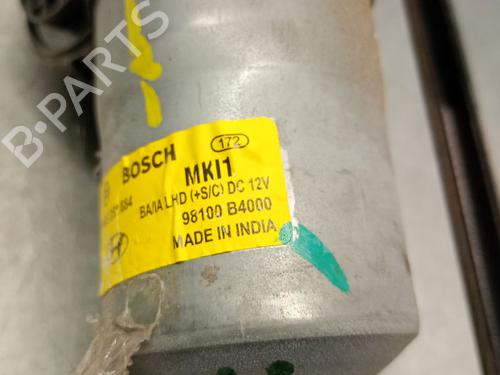 B-PARTS
BOSCH
172
MKI1
BA/IA LHD (+S/C) DC 12V
98100 B4000
MADE IN INDIA